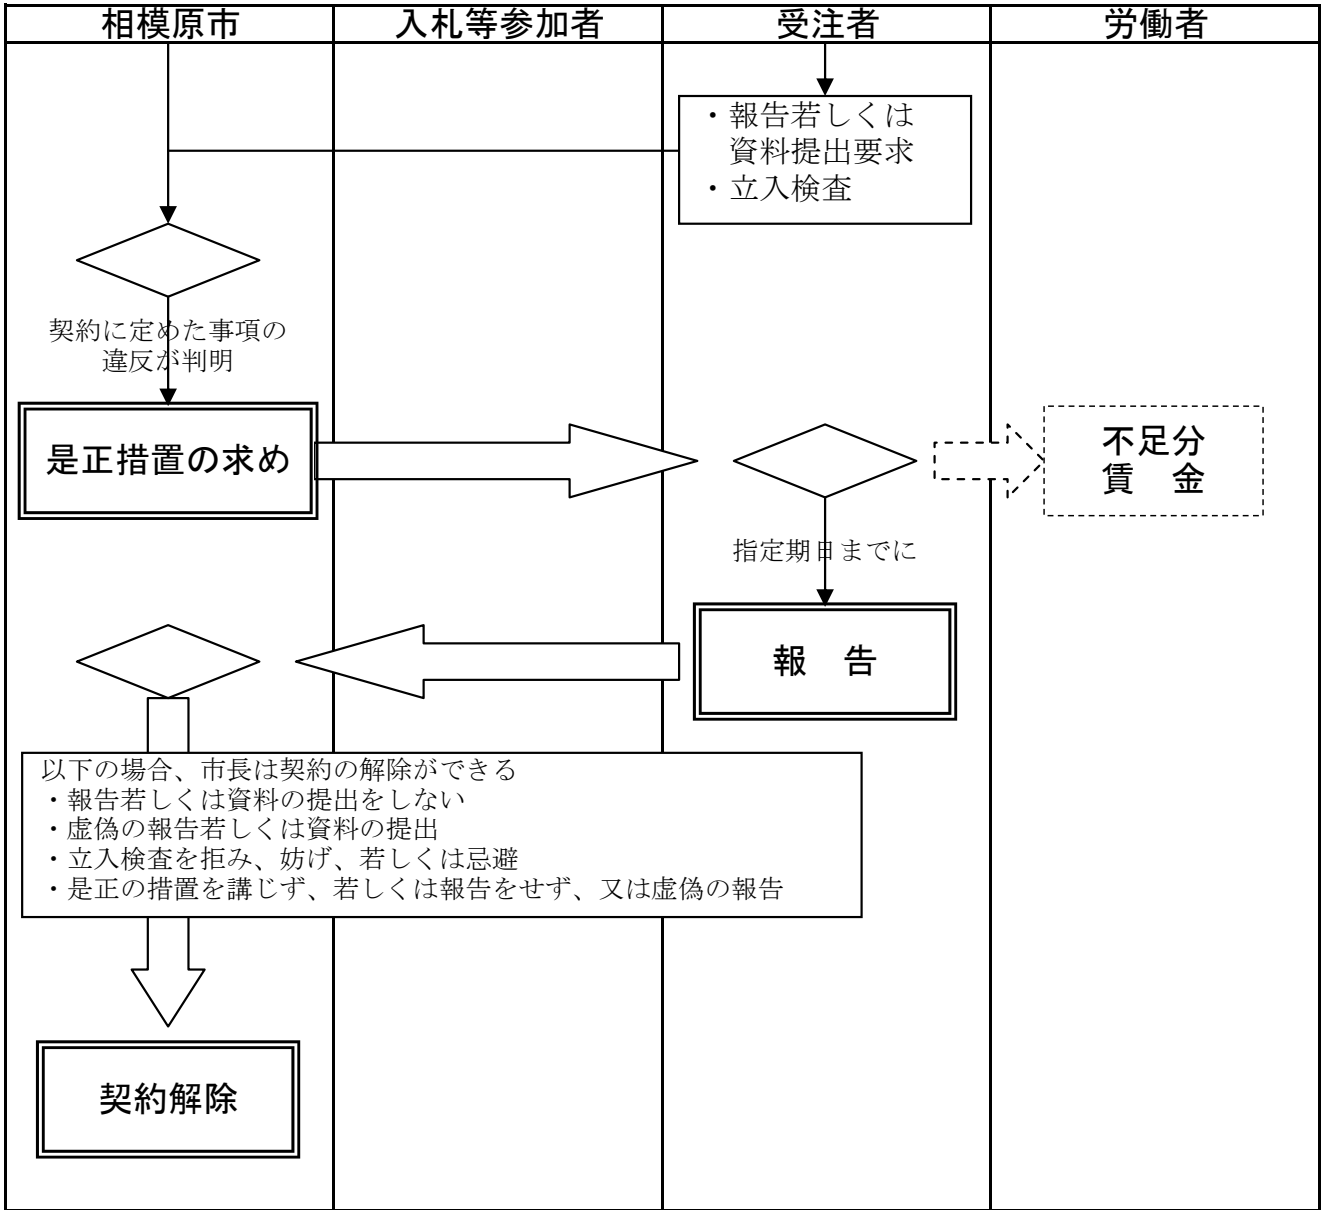 相模原市
入札等参加者
受注者
労働者
・報告若しくは
資料提出要求
・立入検査
契約に定めた事項の
違反が判明
是正措置の求め
不足分
賃　金
指定期日までに
報　告
以下の場合、市長は契約の解除ができる
・報告若しくは資料の提出をしない
・虚偽の報告若しくは資料の提出
・立入検査を拒み、妨げ、若しくは忌避
・是正の措置を講じず、若しくは報告をせず、又は虚偽の報告
契約解除